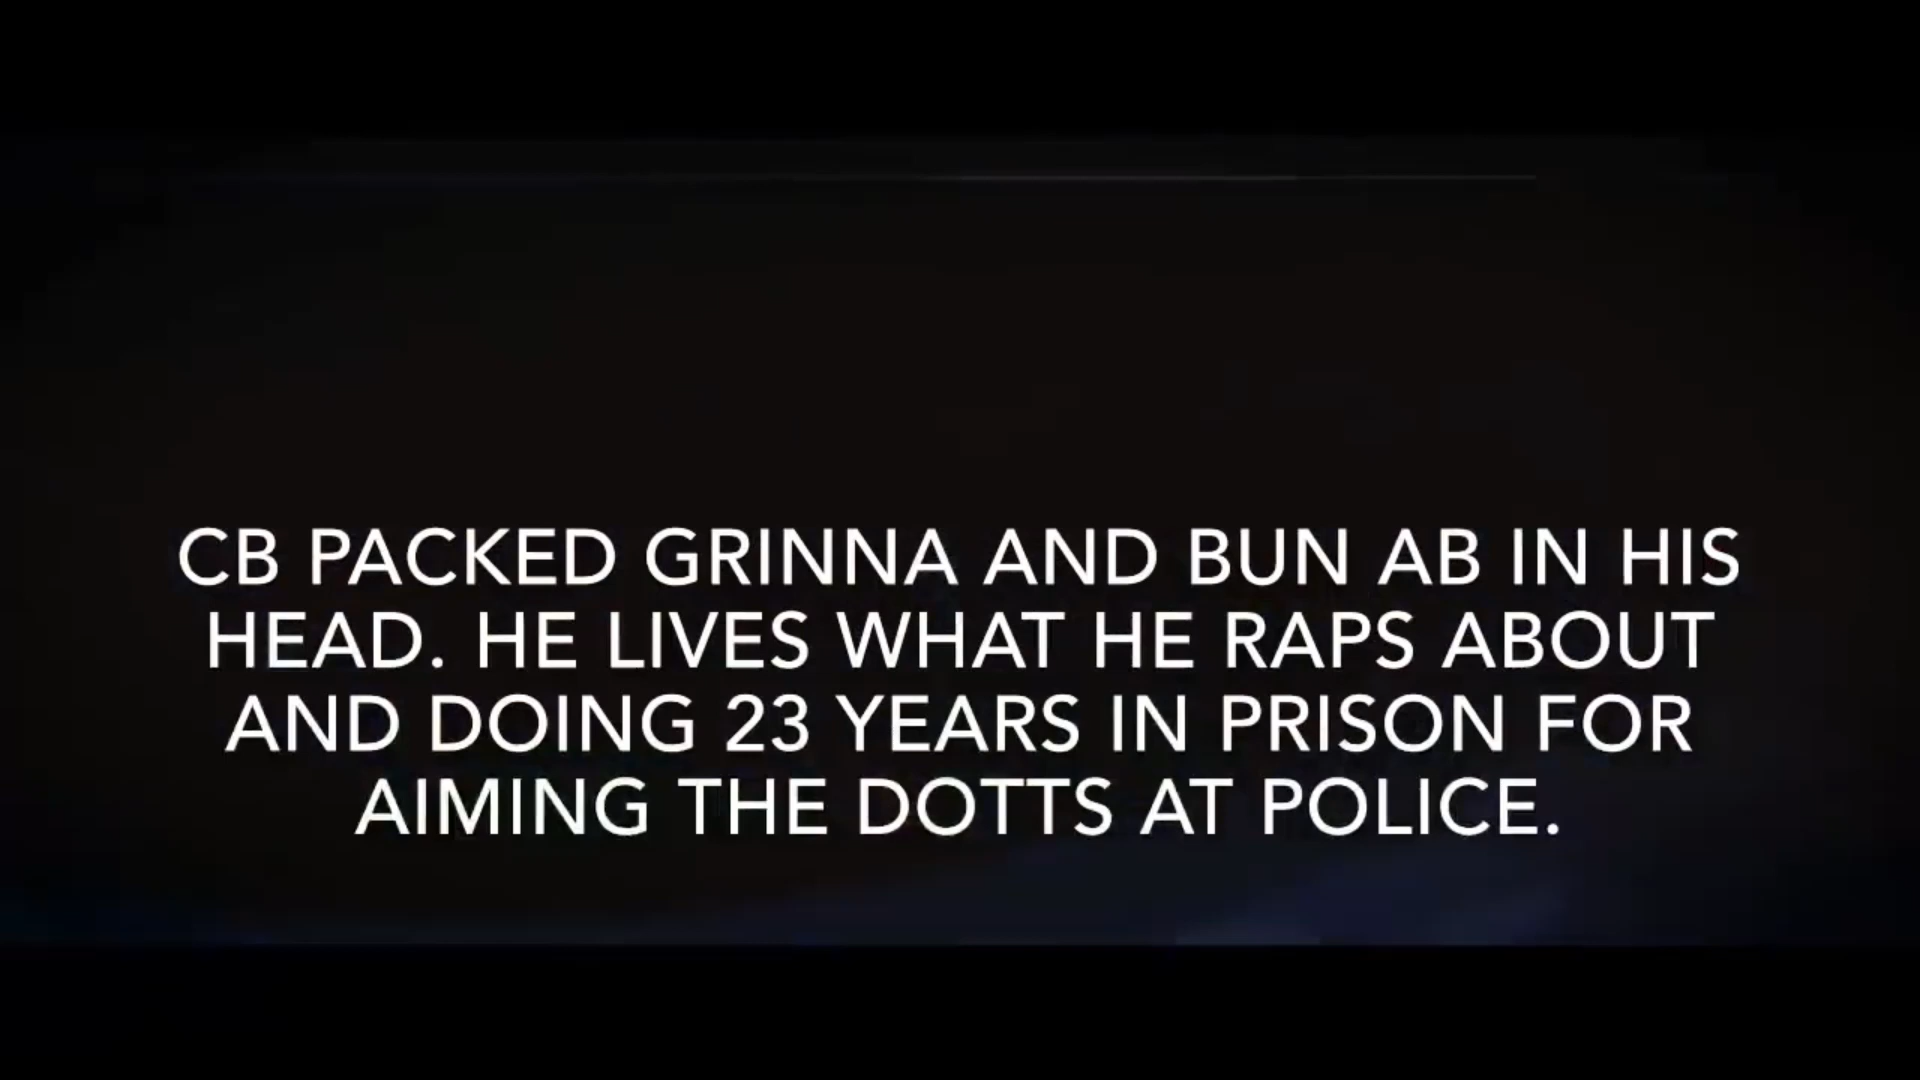 CB PACKED GRINNA AND BUN AB IN HIS
HEAD. HE LIVES WHAT HE RAPS ABOUT
AND DOING 23 YEARS IN PRISON FOR
AIMING THE DOTTS AT POLICE.